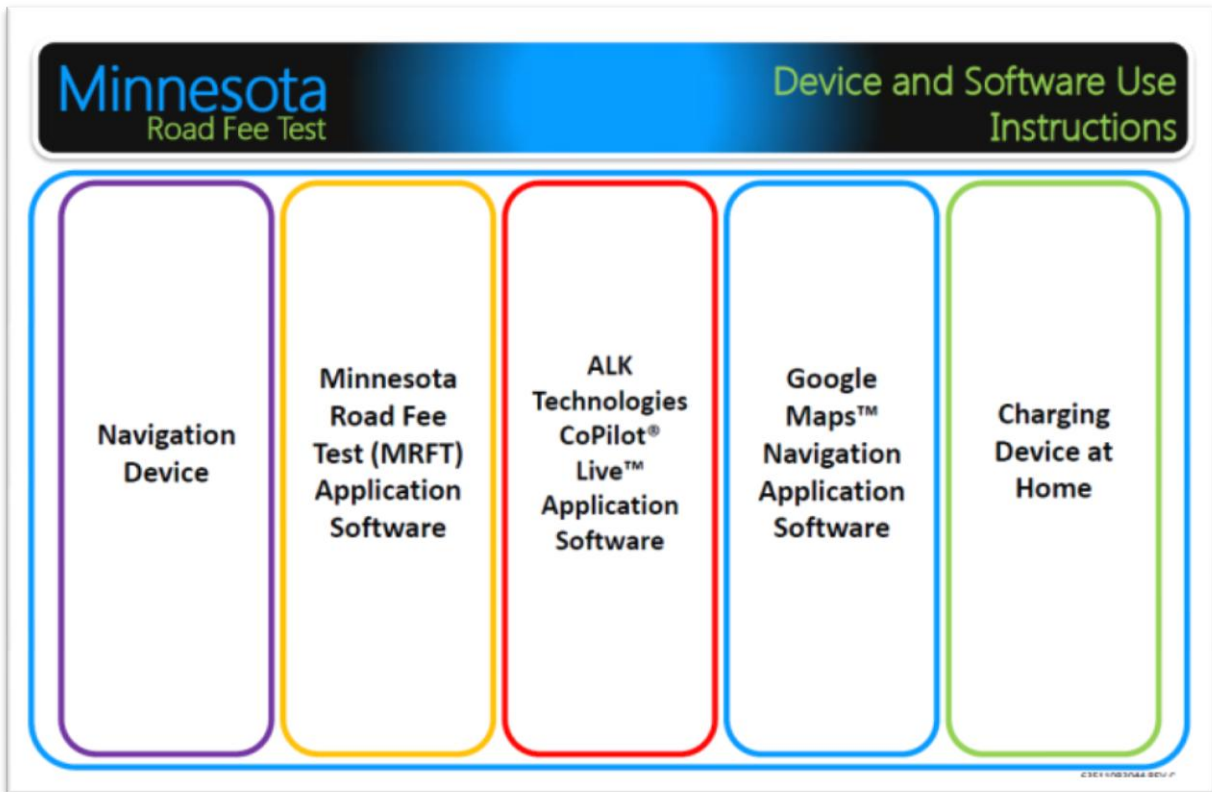 Minnesota
Road Fee Test
Device and Software Use
Instructions
Navigation
Device
Minnesota
Road Fee
Test (MRFT)
Application
Software
ALK
Technologies
CoPilot®
Live™
Application
Software
Google
Maps™
Navigation
Application
Software
Charging
Device at
Home